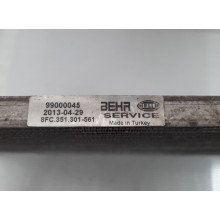 99000045
2013-04-29
8FC.351.301-561
BEHR HELLA
SERVICE
Made in Turkey